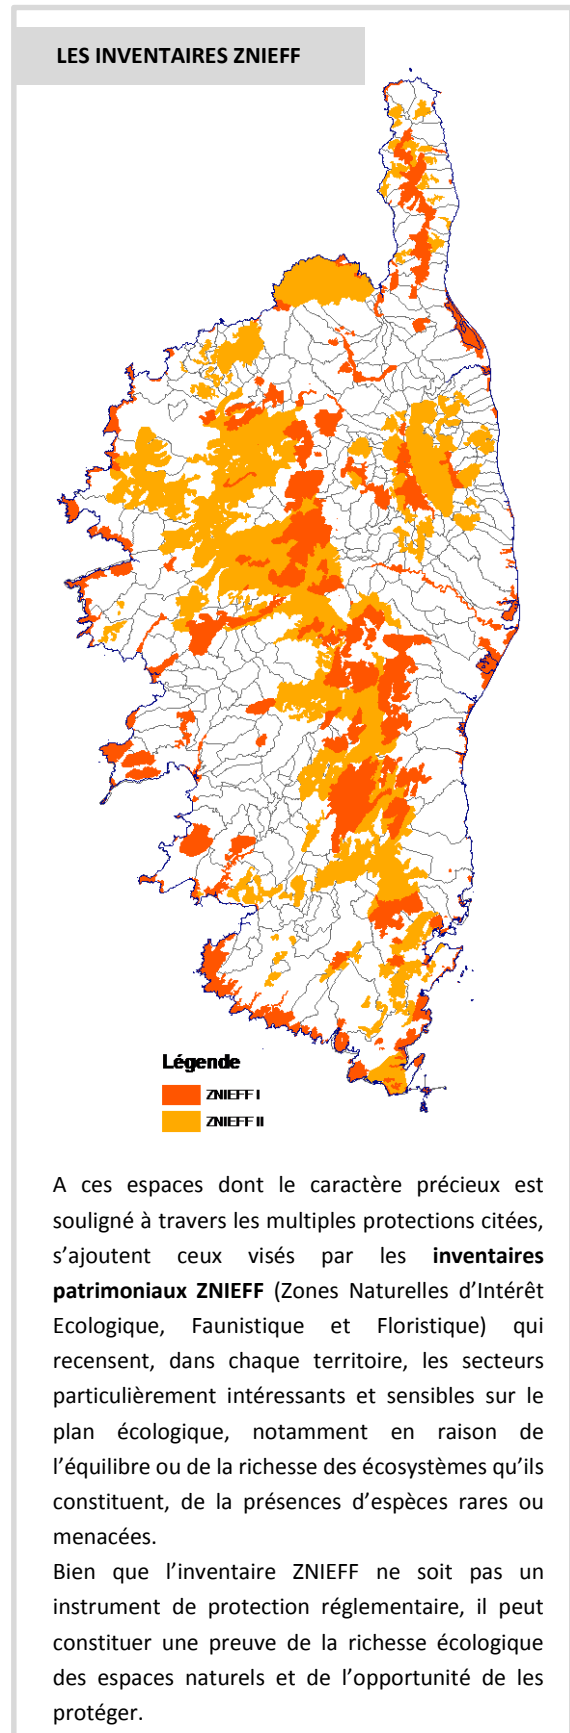 LES INVENTAIRES ZNIEFF
Légende
ZNIEFF I
ZNIEFF II
A ces espaces dont le caractère précieux est
souligné à travers les multiples protections citées,
s’ajoutent ceux visés par les inventaires
patrimoniaux ZNIEFF (Zones Naturelles d’Intérêt
Ecologique, Faunistique et Floristique) qui
recensent, dans chaque territoire, les secteurs
particulièrement intéressants et sensibles sur le
plan écologique, notamment en raison de
l’équilibre ou de la richesse des écosystèmes qu’ils
constituent, de la présences d’espèces rares ou
menacées.
Bien que l’inventaire ZNIEFF ne soit pas un
instrument de protection réglementaire, il peut
constituer une preuve de la richesse écologique
des espaces naturels et de l’opportunité de les
protéger.